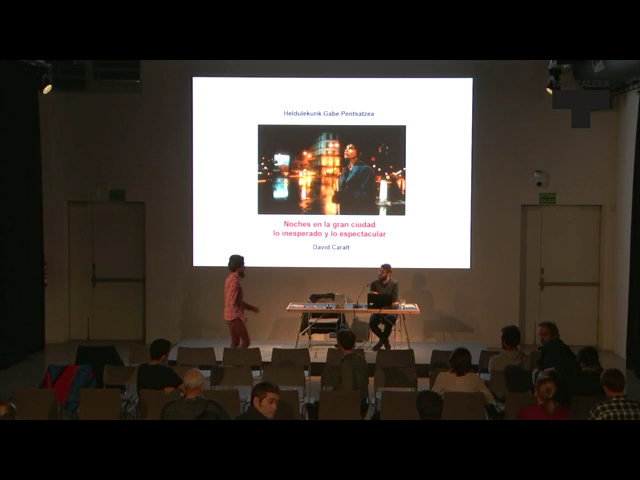 Heldulekurik Gabe Pentsatzea
Noches en la gran ciudad
lo inesperado y lo espectacular
David Caralt